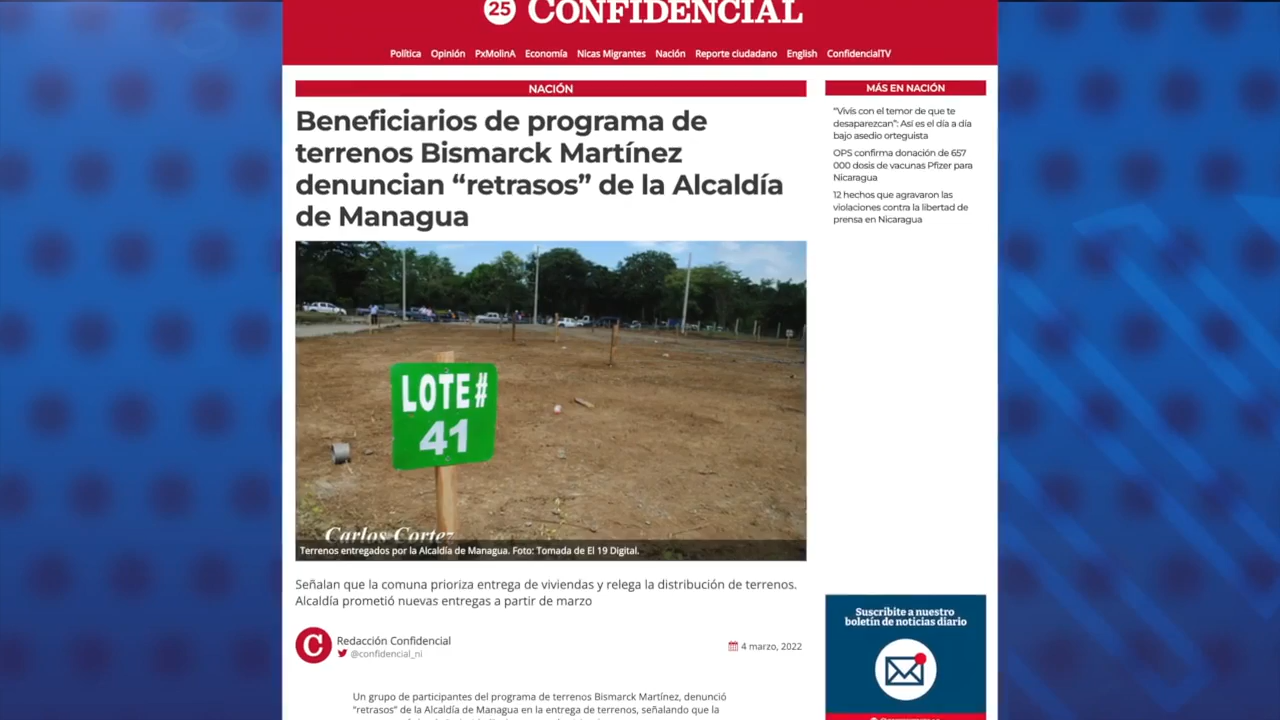 25 CONFIDENCIAL
Política Opinión PxMolinA Economía Nicas Migrantes Nación Reporte ciudadano English ConfidencialTV
NACIÓN
Beneficiarios de programa de
terrenos Bismarck Martínez
denuncian “retrasos” de la Alcaldía
de Managua
LOTE#
41
Carlos Cortez
Terrenos entregados por la Alcaldía de Managua. Foto: Tomada de El 19 Digital.
Señalan que la comuna prioriza entrega de viviendas y relega la distribución de terrenos.
Alcaldía prometió nuevas entregas a partir de marzo
C
Redacción Confidencial
@confidencial_ni
4 marzo, 2022
Un grupo de participantes del programa de terrenos Bismarck Martínez, denunció
“retrasos” de la Alcaldía de Managua en la entrega de terrenos, señalando que la
MÁS EN NACIÓN
“Vivís con el temor de que te
desaparezcan”: Así es el día a día
bajo asedio orteguista
OPS confirma donación de 657
000 dosis de vacunas Pfizer para
Nicaragua
12 hechos que agravaron las
violaciones contra la libertad de
prensa en Nicaragua
Suscribite a nuestro
boletín de noticias diario